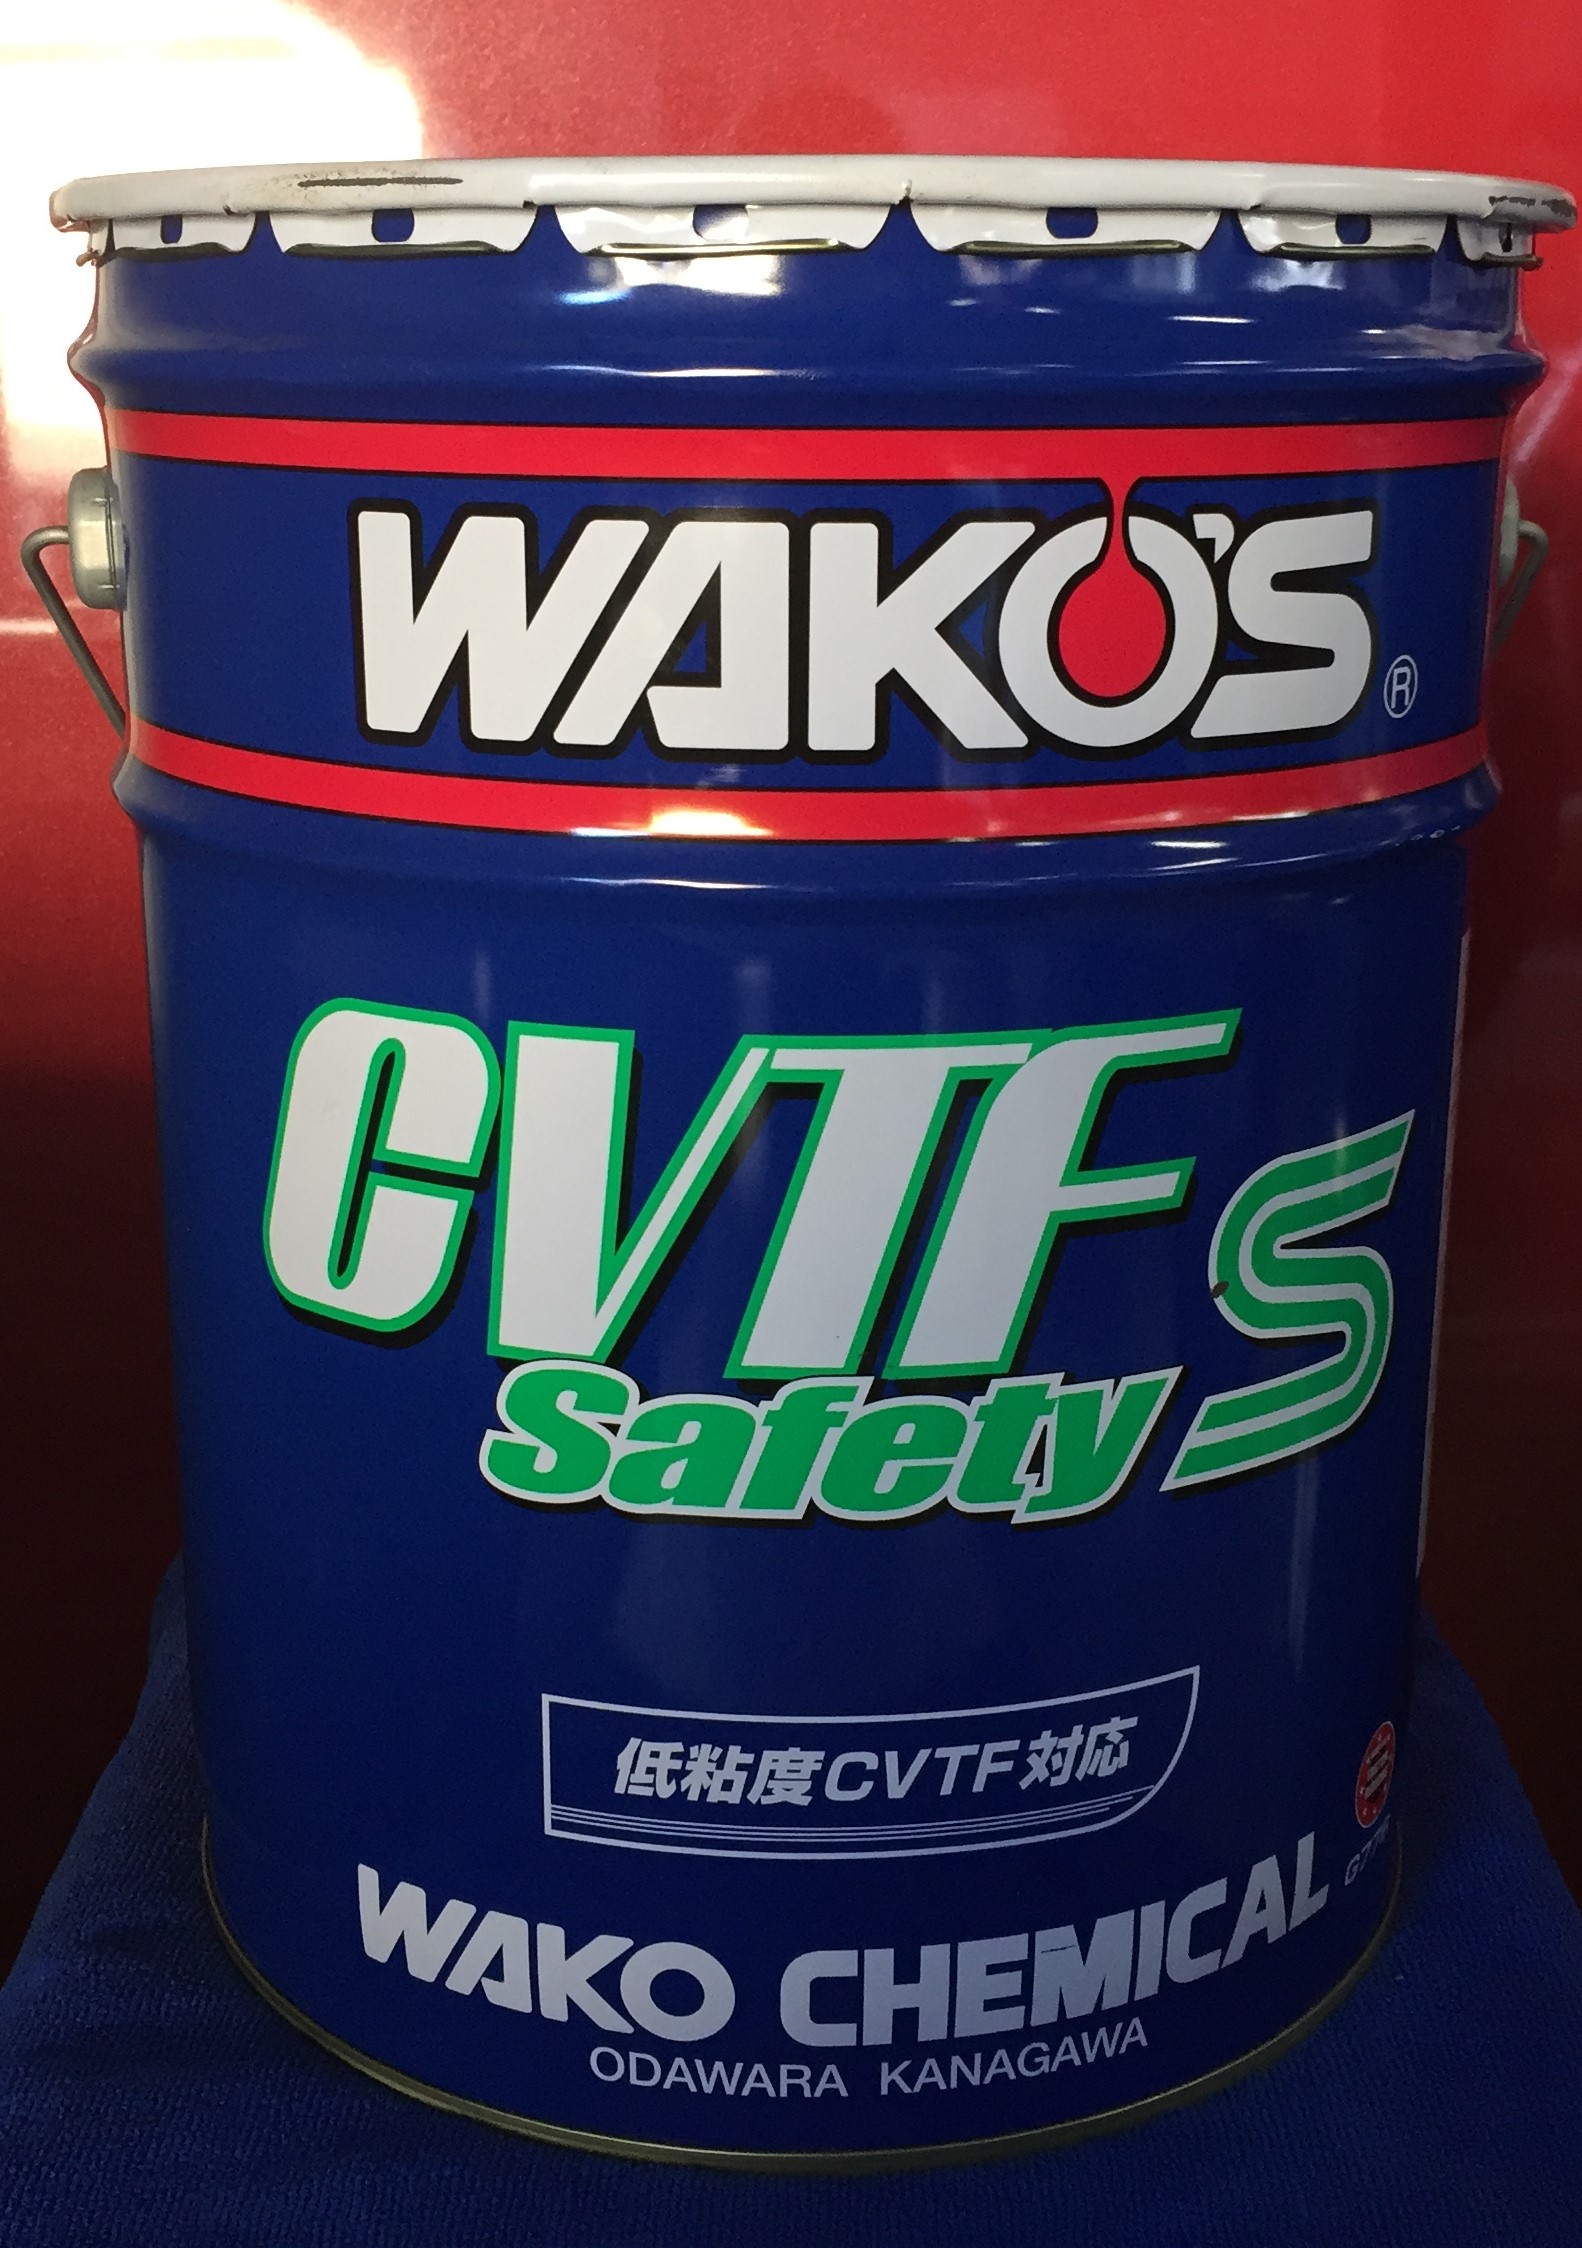 WAKO'S®
CVTF S
Safety
低粘度CVTF対応
WAKO CHEMICAL
ODAWARA KANAGAWA